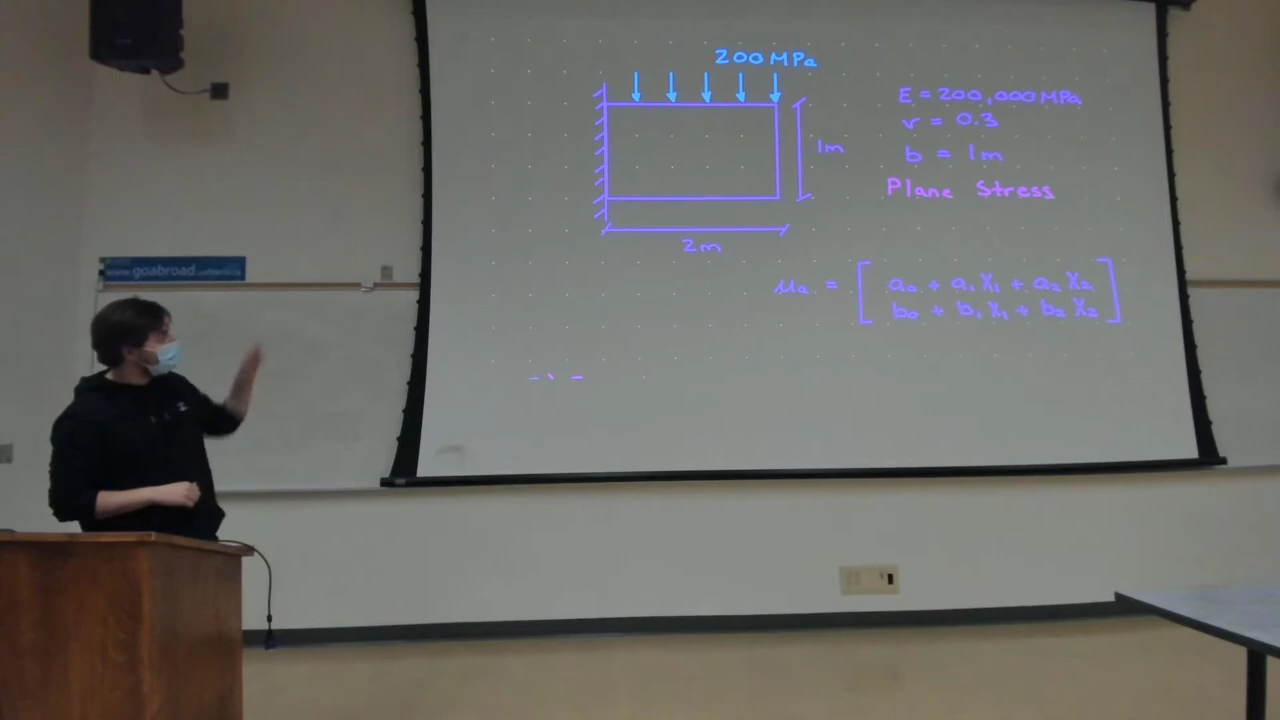 200 MPa
E = 200,000 MPa
v = 0.3
1m
b = 1m
Plane Stress
2m
u_a = [ a₀ + a₁ X₁ + a₂ X₂
b₀ + b₁ X₁ + b₂ X₂ ]
www.goabroad